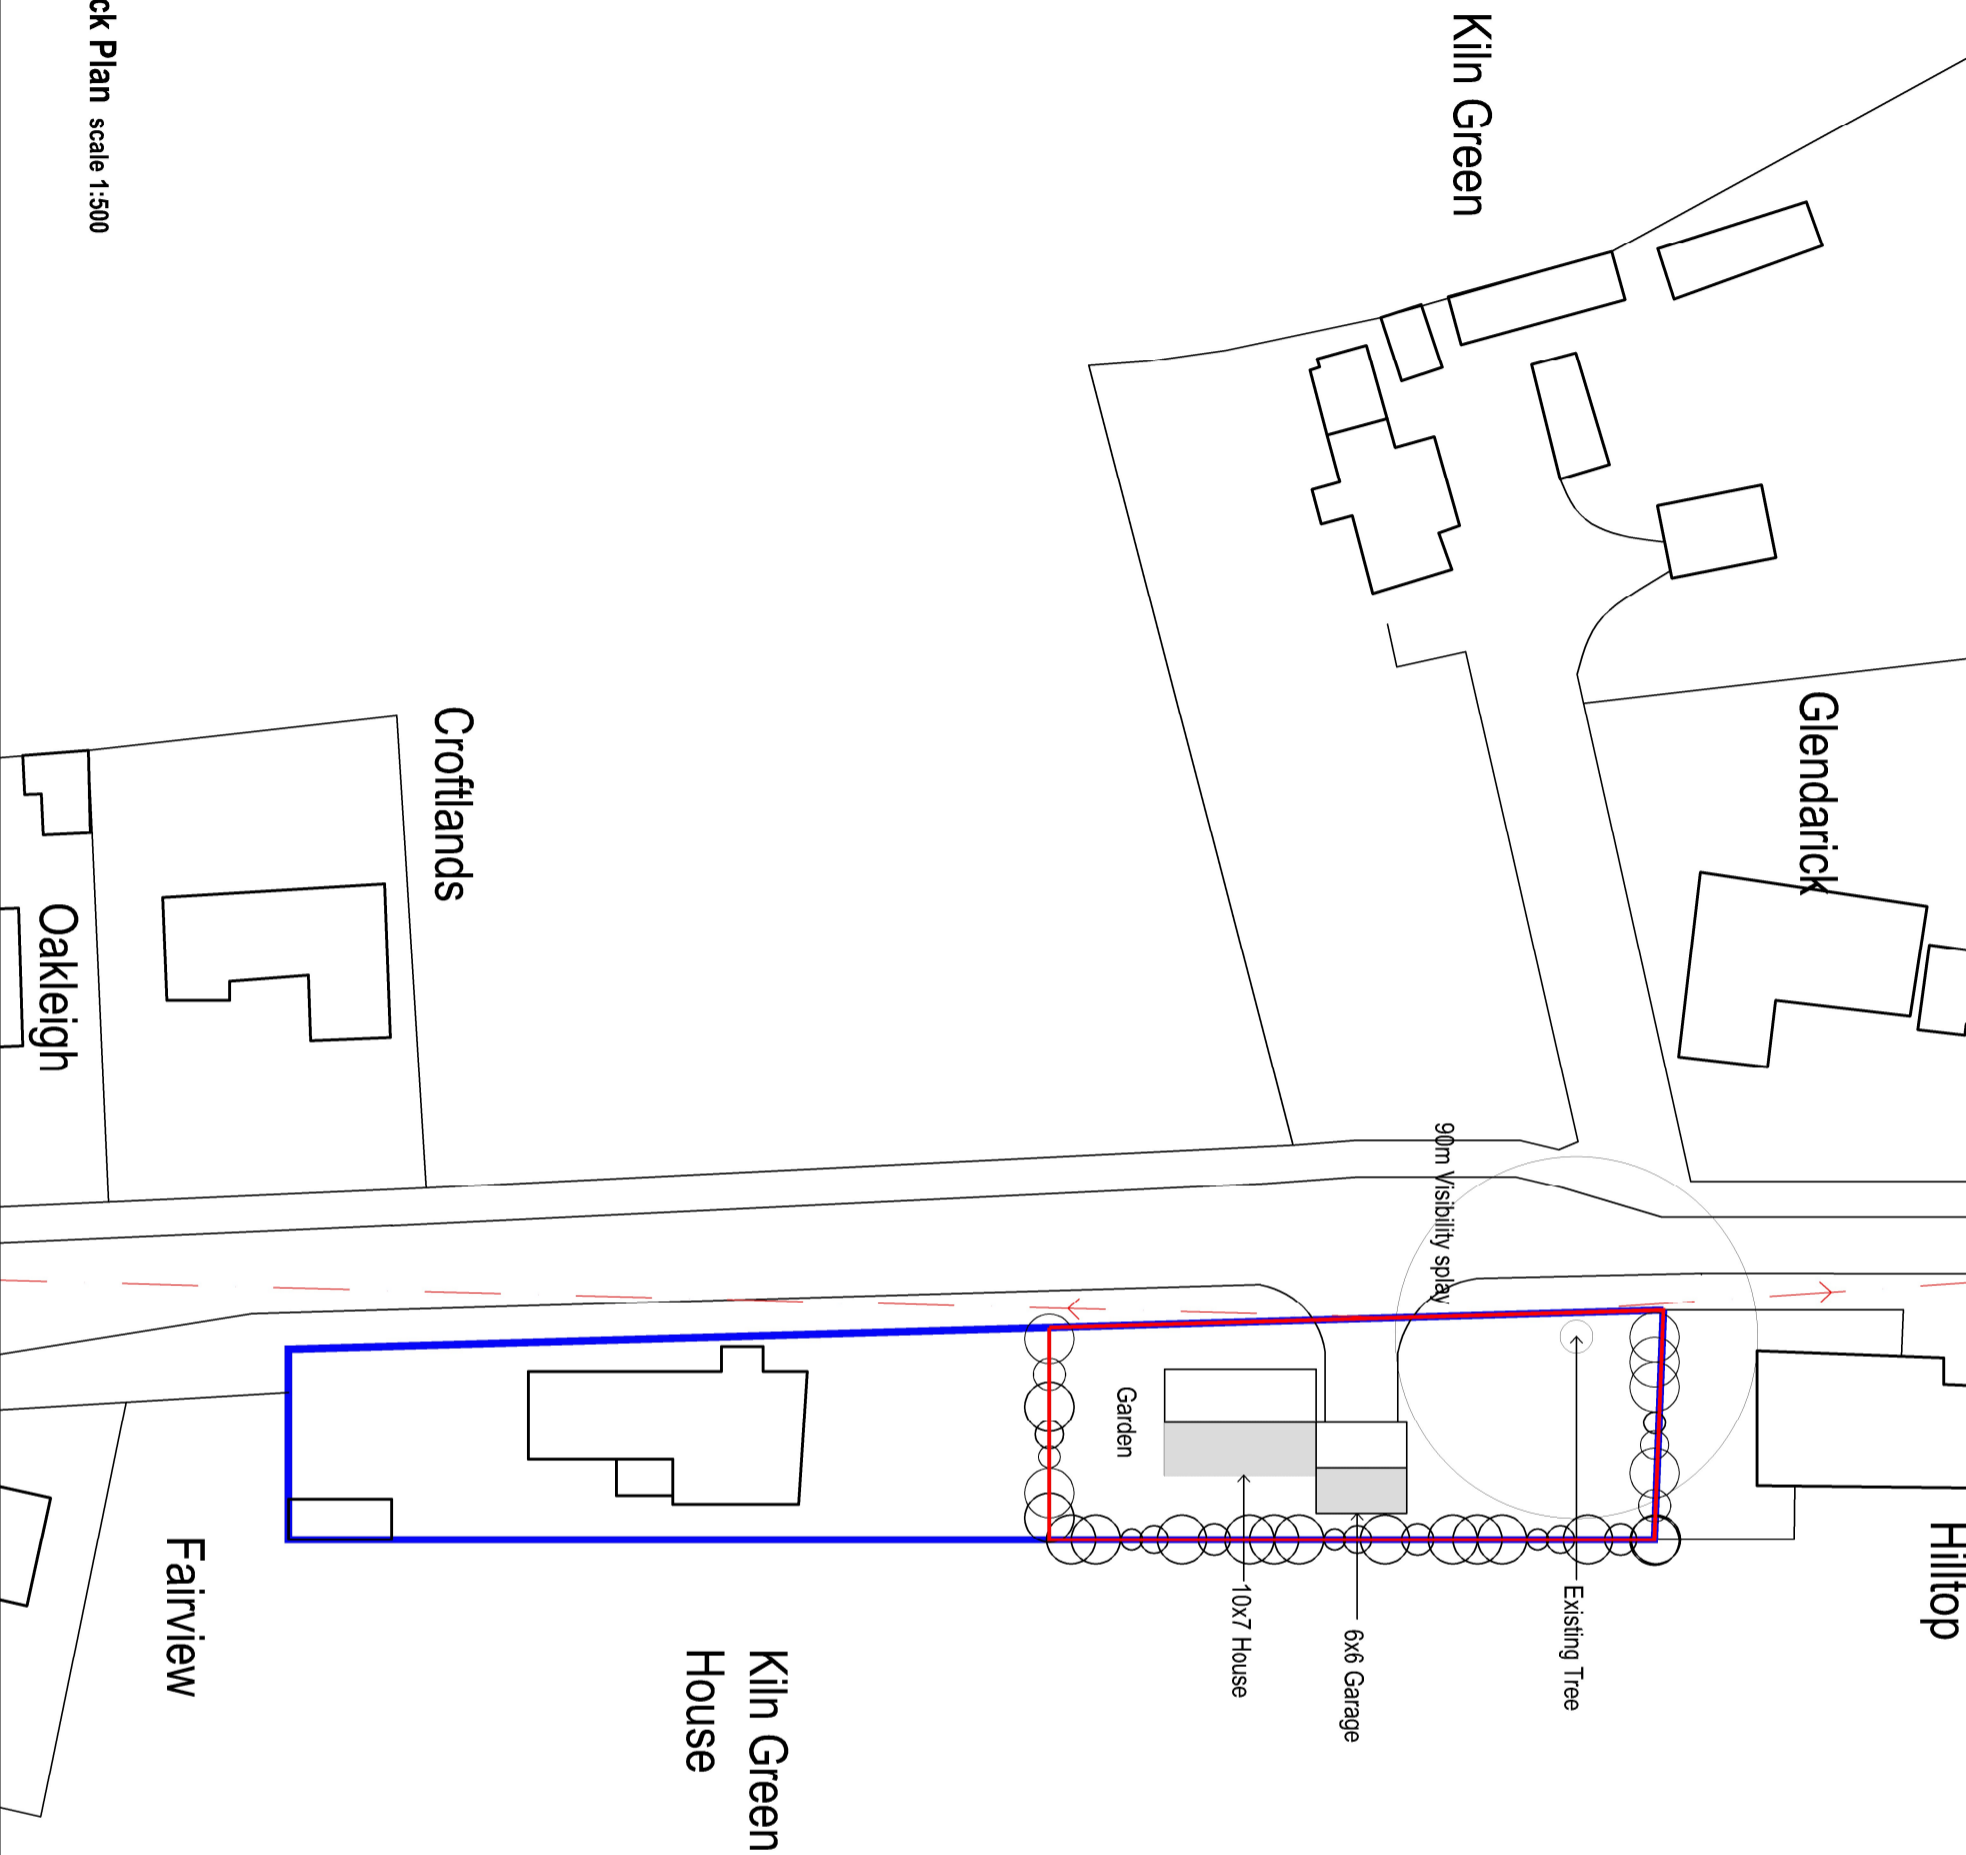 ck Plan scale 1:500
Kiln Green
Glendarick
Croftlands
Oakleigh
90m Visibility splay
Garden
10x7 House
6x6 Garage
Existing Tree
Hilltop
Kiln Green
House
Fairview